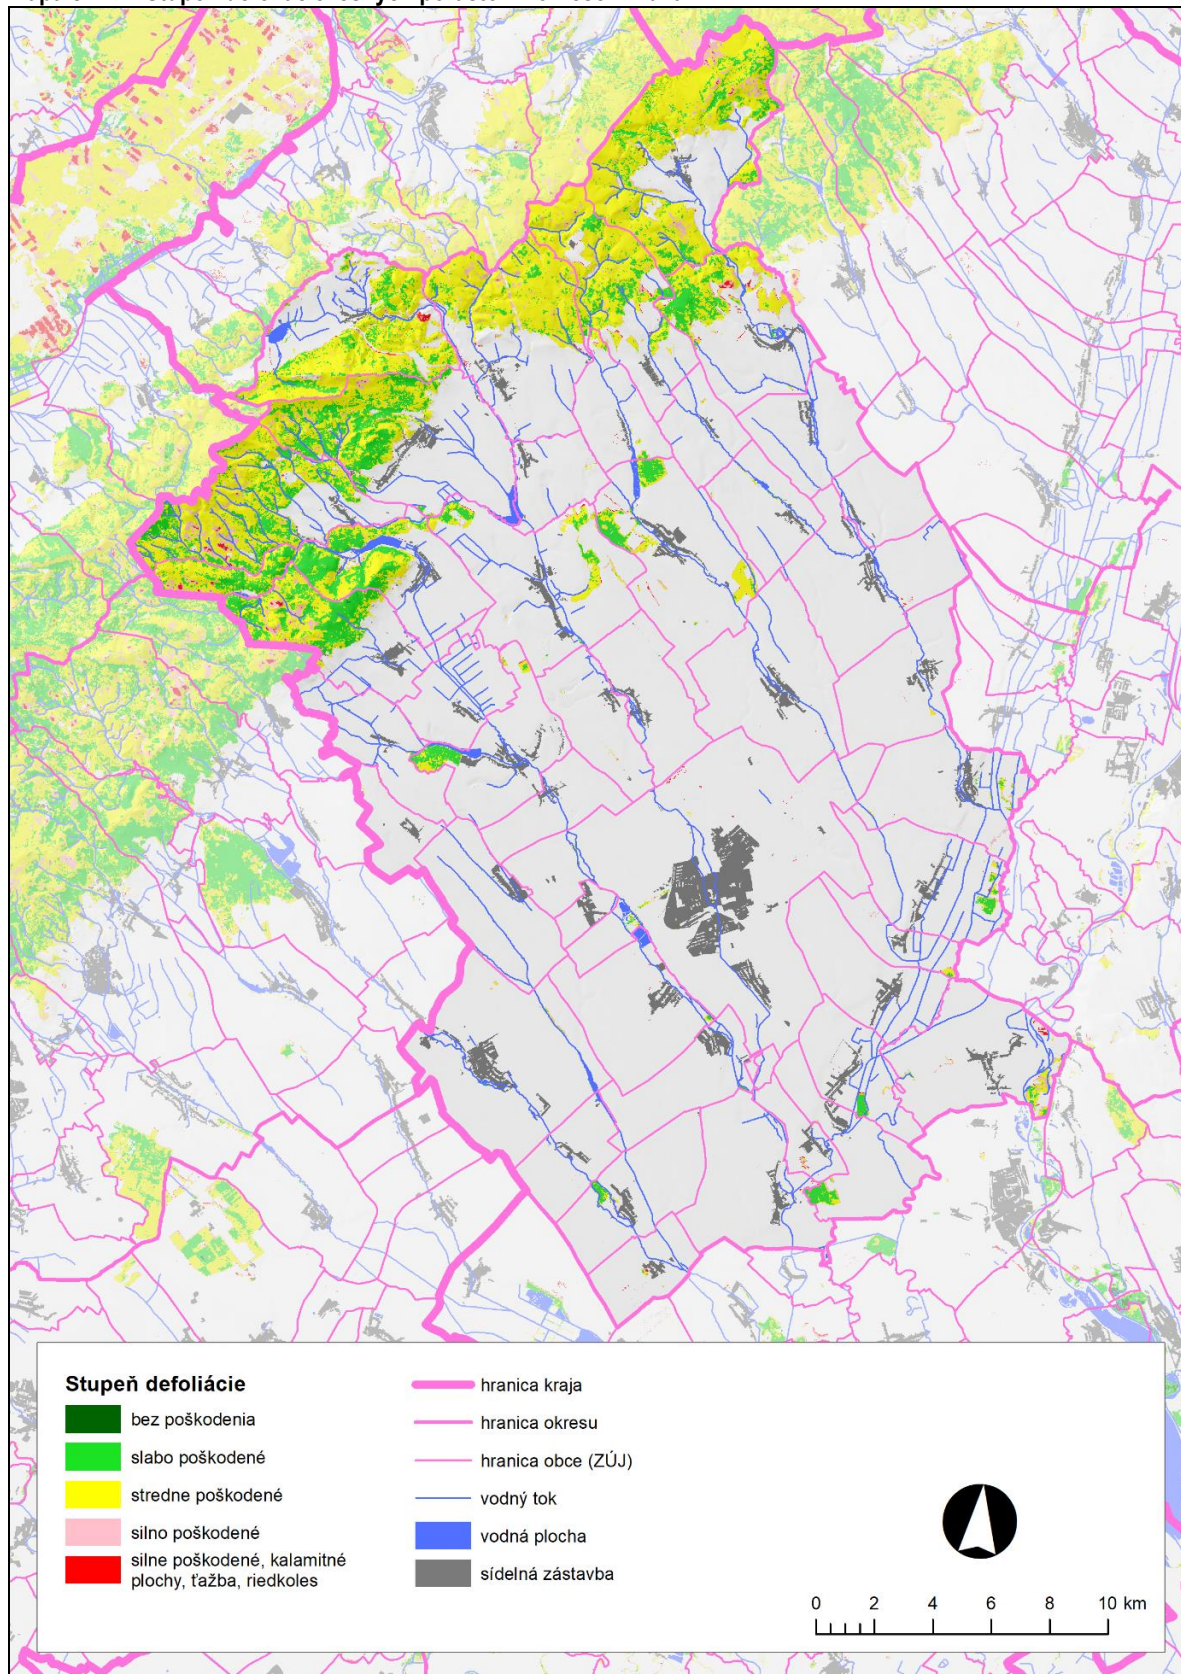 Stupeň defoliácie
bez poškodenia
slabo poškodené
stredne poškodené
silno poškodené
silne poškodené, kalamitné
plochy, ťažba, riedkoles
hranica kraja
hranica okresu
hranica obce (ZÚJ)
vodný tok
vodná plocha
sídelná zástavba
0 2 4 6 8 10 km